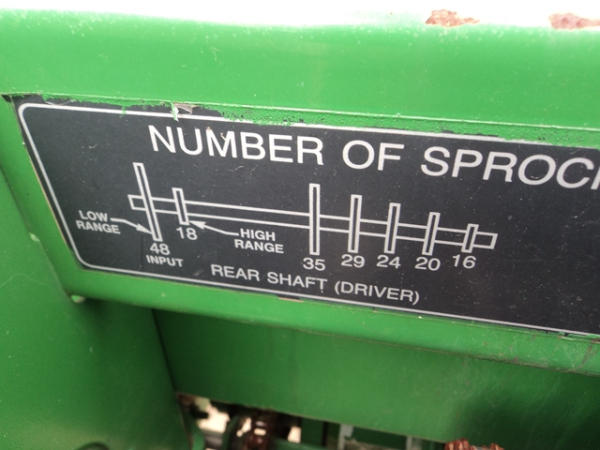 NUMBER OF
LOW
RANGE
48
INPUT
18
HIGH
RANGE
35
29
24
20
16
REAR SHAFT (DRIVER)